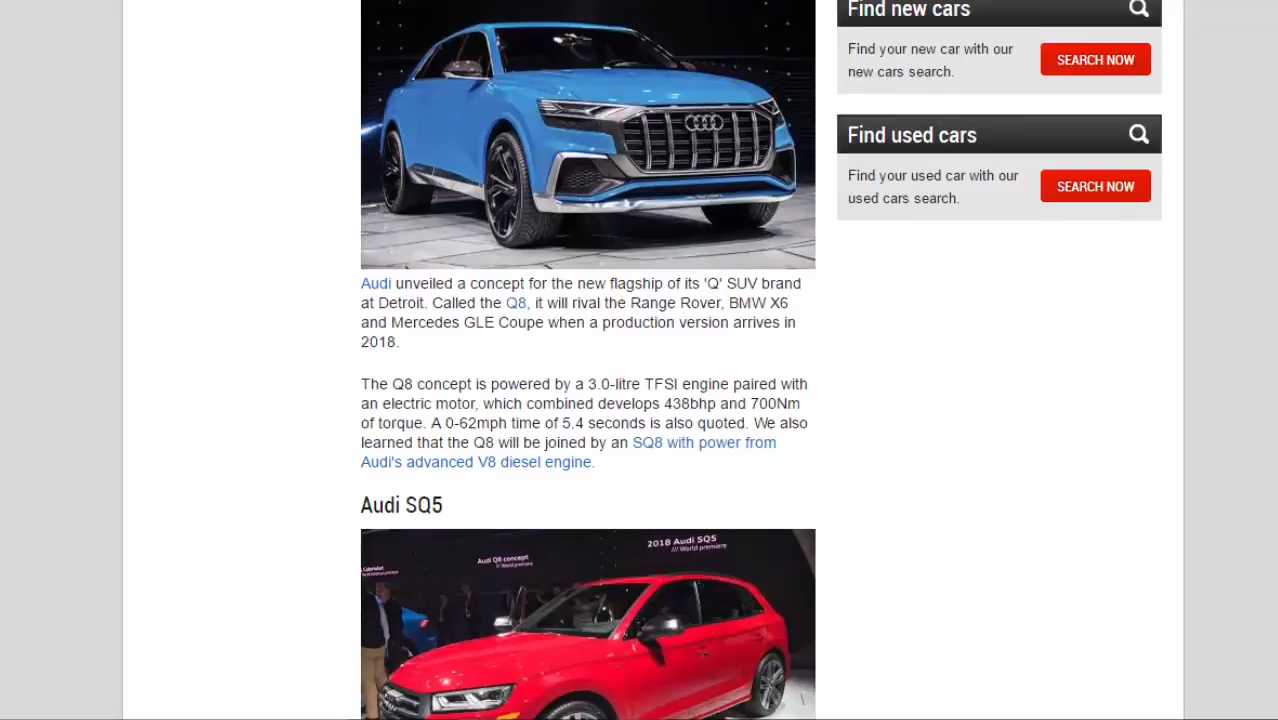 Find new cars
Find your new car with our
new cars search.
SEARCH NOW
Find used cars
Find your used car with our
used cars search.
SEARCH NOW
Audi unveiled a concept for the new flagship of its 'Q' SUV brand
at Detroit. Called the Q8, it will rival the Range Rover, BMW X6
and Mercedes GLE Coupe when a production version arrives in
2018.
The Q8 concept is powered by a 3.0-litre TFSI engine paired with
an electric motor, which combined develops 438bhp and 700Nm
of torque. A 0-62mph time of 5.4 seconds is also quoted. We also
learned that the Q8 will be joined by an SQ8 with power from
Audi's advanced V8 diesel engine.
Audi SQ5
2018 Audi SQ5
/// World premiere
Audi Q8 concept
/// World premiere